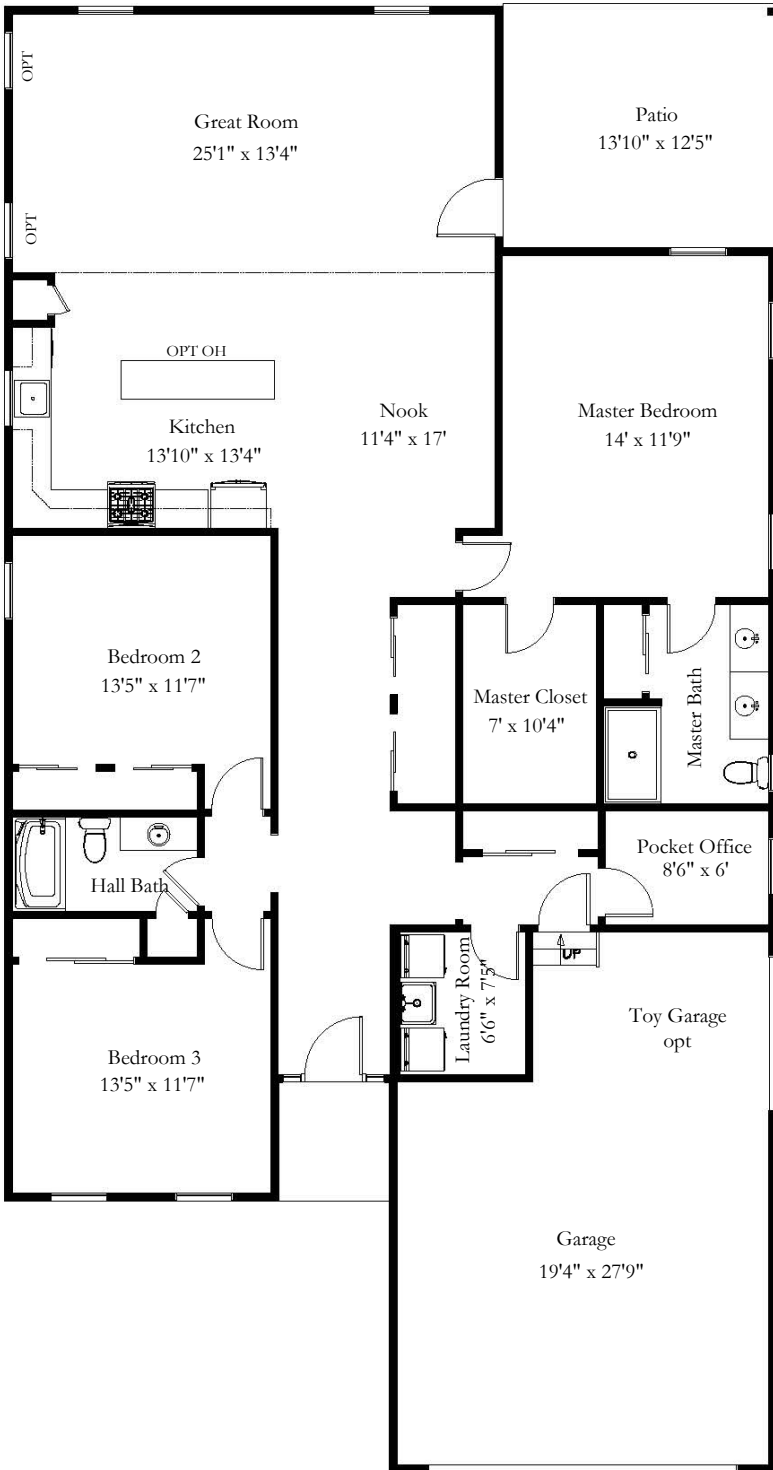 OPT
Great Room
25'1" x 13'4"
Patio
13'10" x 12'5"
OPT
OPT OH
Kitchen
13'10" x 13'4"
Nook
11'4" x 17'
Master Bedroom
14' x 11'9"
Bedroom 2
13'5" x 11'7"
Master Closet
7' x 10'4"
Master Bath
Hall Bath
Pocket Office
8'6" x 6'
Laundry Room
6'6" x 7'5"
UP
Toy Garage
opt
Bedroom 3
13'5" x 11'7"
Garage
19'4" x 27'9"